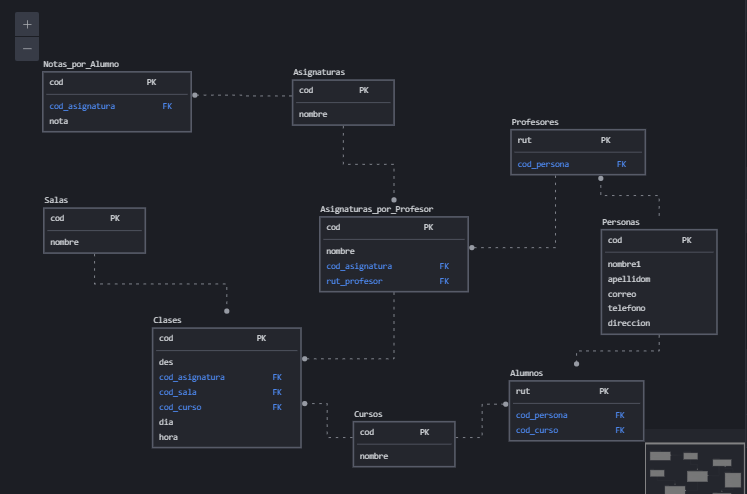 +
−
Notas_por_Alumno
cod PK
cod_asignatura FK
nota
Asignaturas
cod PK
nombre
Profesores
rut PK
cod_persona FK
Salas
cod PK
nombre
Asignaturas_por_Profesor
cod PK
nombre
cod_asignatura FK
rut_profesor FK
Personas
cod PK
nombre1
apellidom
correo
telefono
direccion
Clases
cod PK
des
cod_asignatura FK
cod_sala FK
cod_curso FK
dia
hora
Cursos
cod PK
nombre
Alumnos
rut PK
cod_persona FK
cod_curso FK